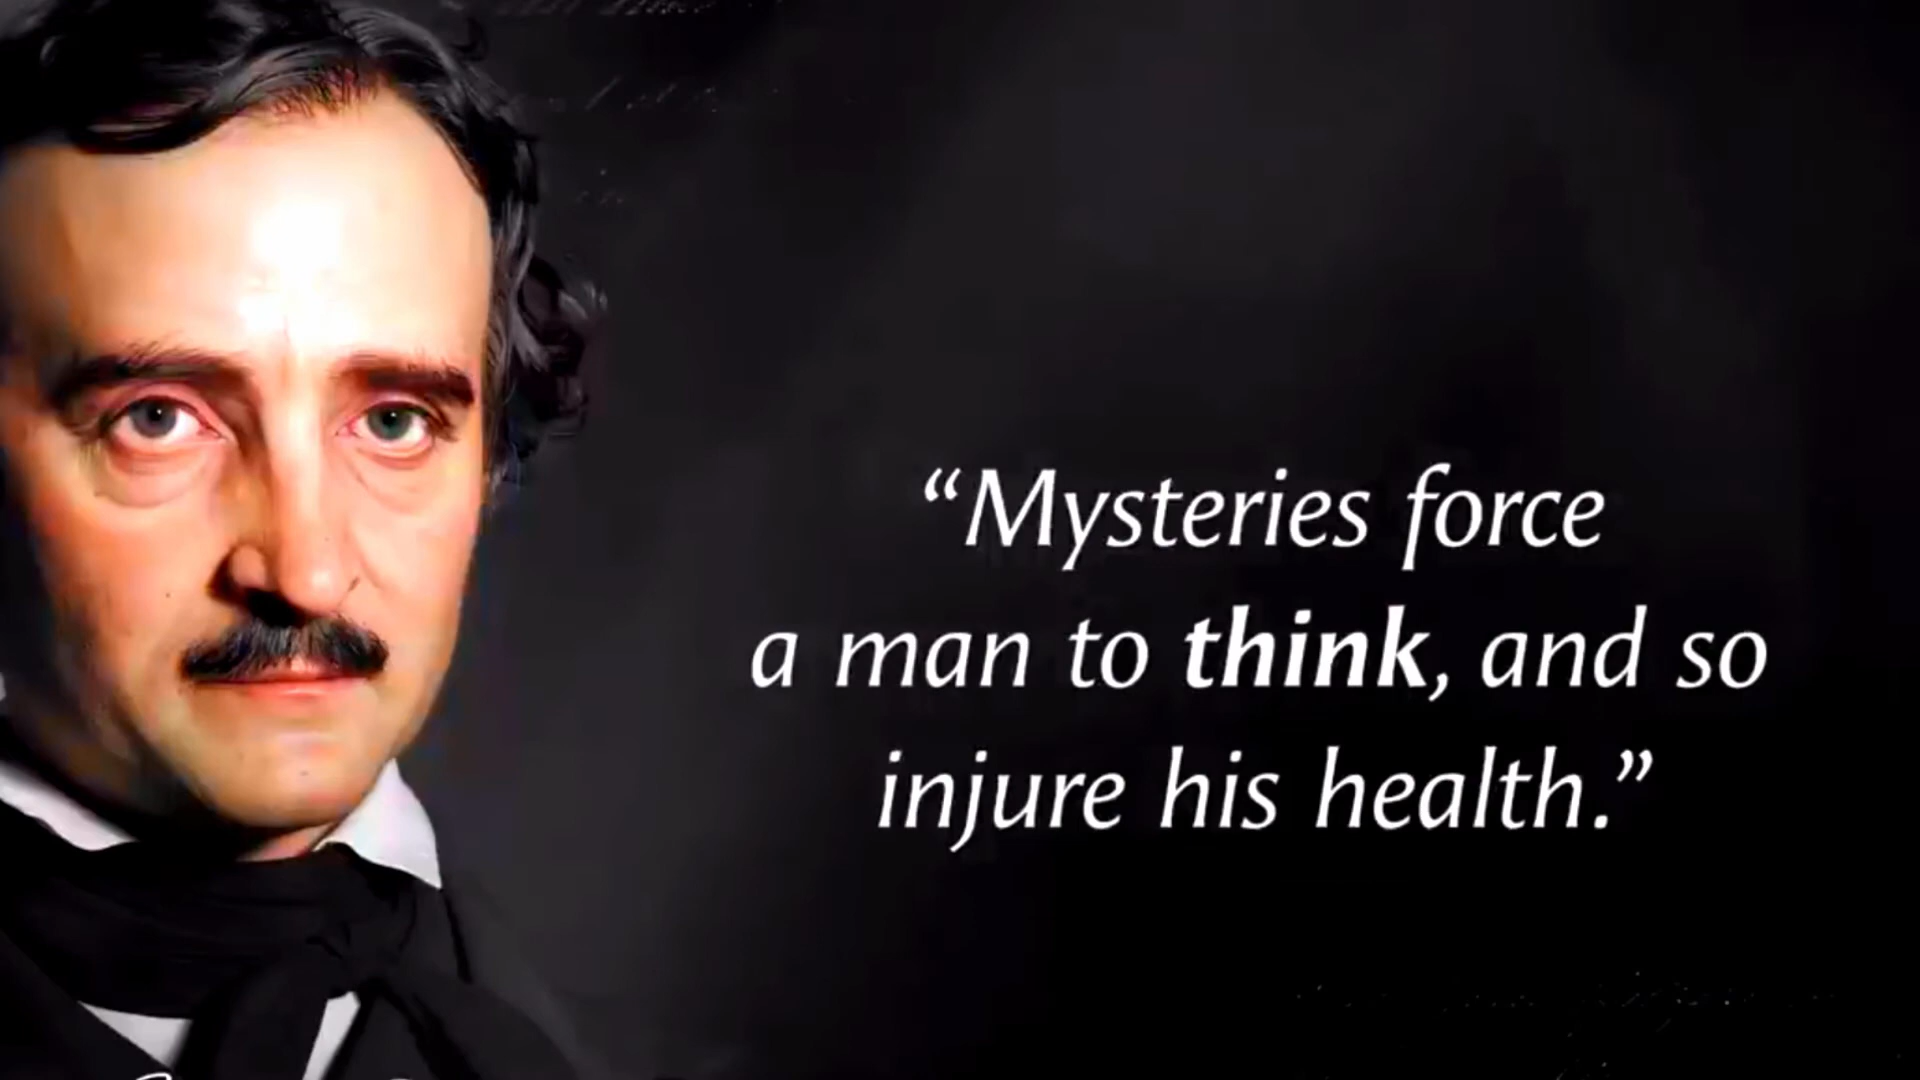 “Mysteries force
a man to think, and so
injure his health.”